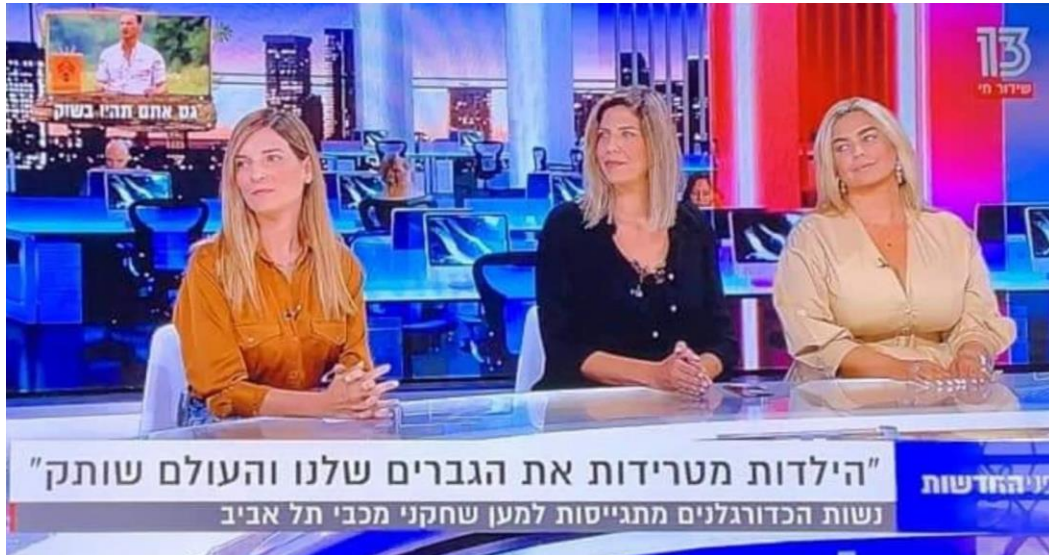 13
שידור חי
גם אתם תהיו בשוק
"הילדות מטרידות את הגברים שלנו והעולם שותק"
החדשות
נשות הכדורגלנים מתגייסות למען שחקני מכבי תל אביב